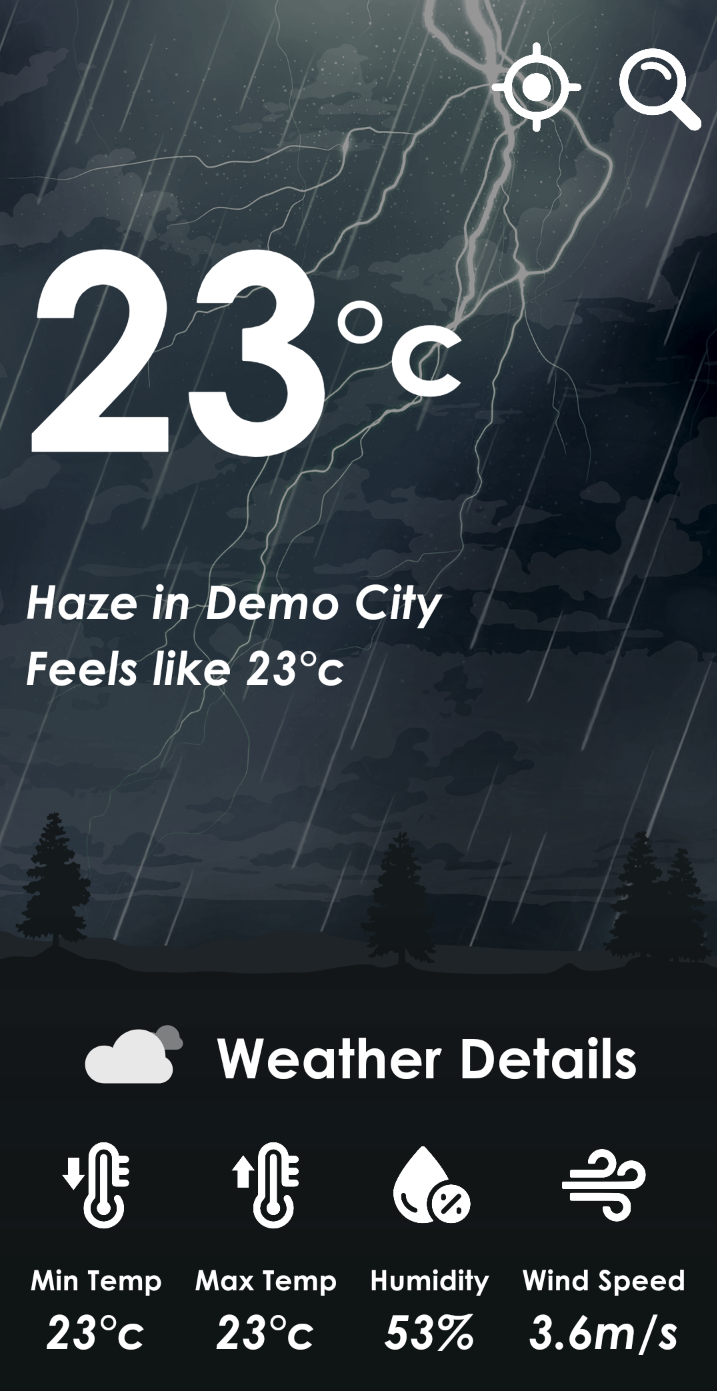 23°c
Haze in Demo City
Feels like 23°c
Weather Details
Min Temp Max Temp Humidity Wind Speed
23°c 23°c 53% 3.6m/s